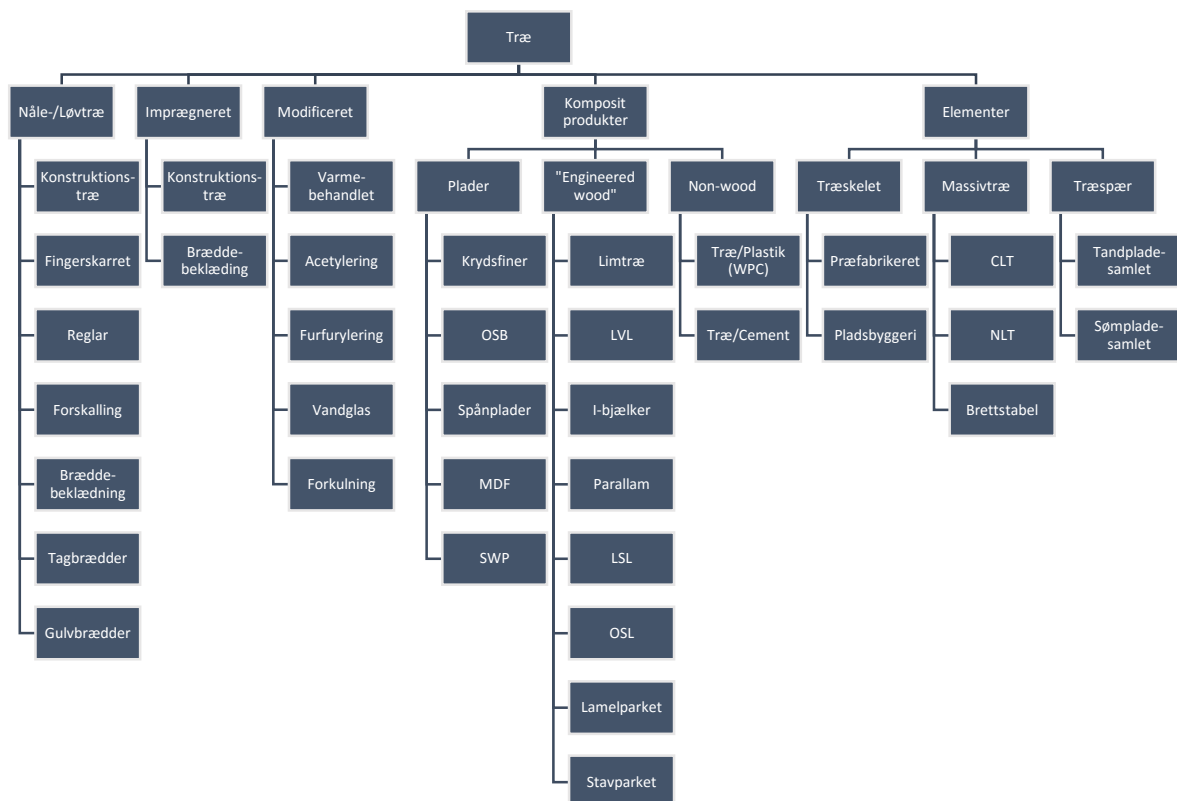 Træ
Nåle-/Løvtræ
Konstruktions-
træ
Fingerskarret
Reglar
Forskalling
Brædde-
beklædning
Tagbrædder
Gulvbrædder
Imprægneret
Konstruktions-
træ
Brædde-
beklæding
Modificeret
Varme-
behandlet
Acetylering
Furfurylering
Vandglas
Forkulning
Komposit
produkter
Plader
Krydsfiner
OSB
Spånplader
MDF
SWP
"Engineered
wood"
Limtræ
LVL
I-bjælker
Parallam
LSL
OSL
Lamelparket
Stavparket
Non-wood
Træ/Plastik
(WPC)
Træ/Cement
Elementer
Træskelet
Præfabrikeret
Pladsbyggeri
Massivtræ
CLT
NLT
Brettstabel
Træspær
Tandplade-
samlet
Sømplade-
samlet